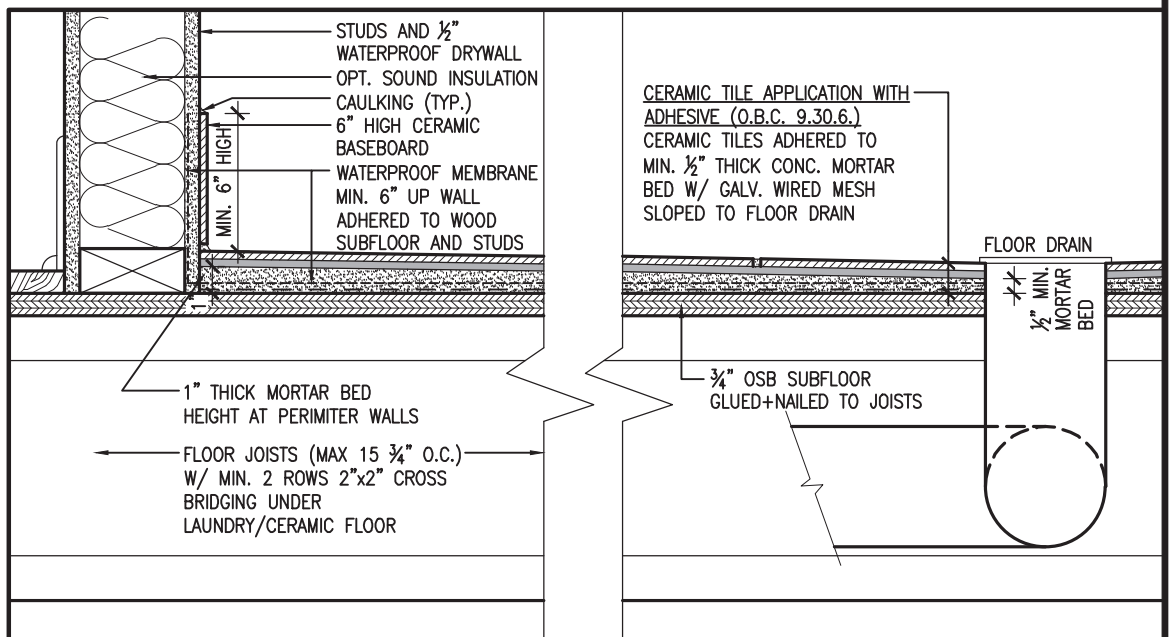 STUDS AND ½"
WATERPROOF DRYWALL
OPT. SOUND INSULATION
CAULKING (TYP.)
6" HIGH CERAMIC
BASEBOARD
WATERPROOF MEMBRANE
MIN. 6" UP WALL
ADHERED TO WOOD
SUBFLOOR AND STUDS
MIN. 6" HIGH
1"
CERAMIC TILE APPLICATION WITH
ADHESIVE (O.B.C. 9.30.6.)
CERAMIC TILES ADHERED TO
MIN. ½" THICK CONC. MORTAR
BED W/ GALV. WIRED MESH
SLOPED TO FLOOR DRAIN
FLOOR DRAIN
½" MIN.
MORTAR
BED
1" THICK MORTAR BED
HEIGHT AT PERIMITER WALLS
¾" OSB SUBFLOOR
GLUED+NAILED TO JOISTS
FLOOR JOISTS (MAX 15 ¾" O.C.)
W/ MIN. 2 ROWS 2"x2" CROSS
BRIDGING UNDER
LAUNDRY/CERAMIC FLOOR